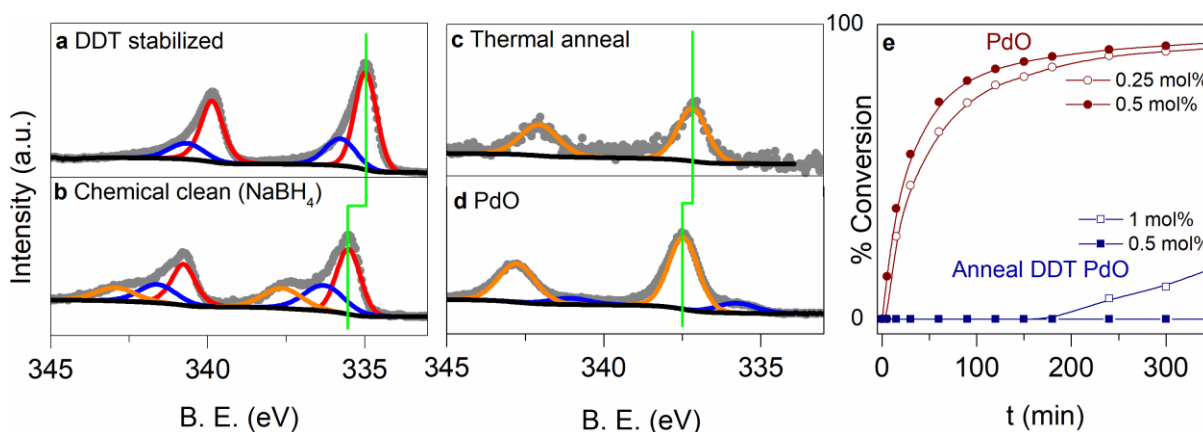 a DDT stabilized
b Chemical clean (NaBH₄)
Intensity (a.u.)
345 340 335
B. E. (eV)
c Thermal anneal
d PdO
345 340 335
B. E. (eV)
e
PdO
0.25 mol%
0.5 mol%
1 mol%
0.5 mol%
Anneal DDT PdO
% Conversion
100
0
0 100 200 300
t (min)